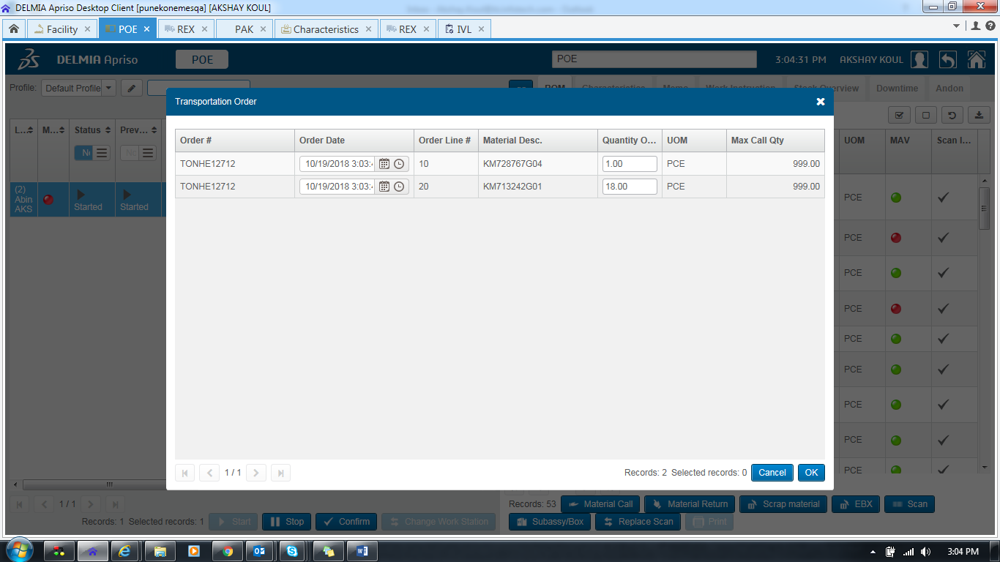 DELMIA Apriso Desktop Client [punekonemesqa] [AKSHAY KOUL]
Facility POE REX PAK Characteristics REX IVL
DELMIA Apriso POE POE 3:04:31 PM AKSHAY KOUL
Profile: Default Profile Characteristics Memo Work Instruction Stock Overview Downtime Andon
Transportation Order
L... M... Status Prev... UOM MAV Scan I...
Order # Order Date Order Line # Material Desc. Quantity O... UOM Max Call Qty
TONHE12712 10/19/2018 3:03: 10 KM728767G04 1.00 PCE 999.00
TONHE12712 10/19/2018 3:03: 20 KM713242G01 18.00 PCE 999.00
(2)
Abin
AKS
Started Started
PCE
PCE
PCE
PCE
PCE
PCE
PCE
PCE
PCE
1 / 1 Records: 2 Selected records: 0 Cancel OK
1 / 1
Records: 1 Selected records: 1 Start Stop Confirm Change Work Station
Records: 53 Material Call Material Return Scrap material EBX Scan
Subassy/Box Replace Scan Print
3:04 PM